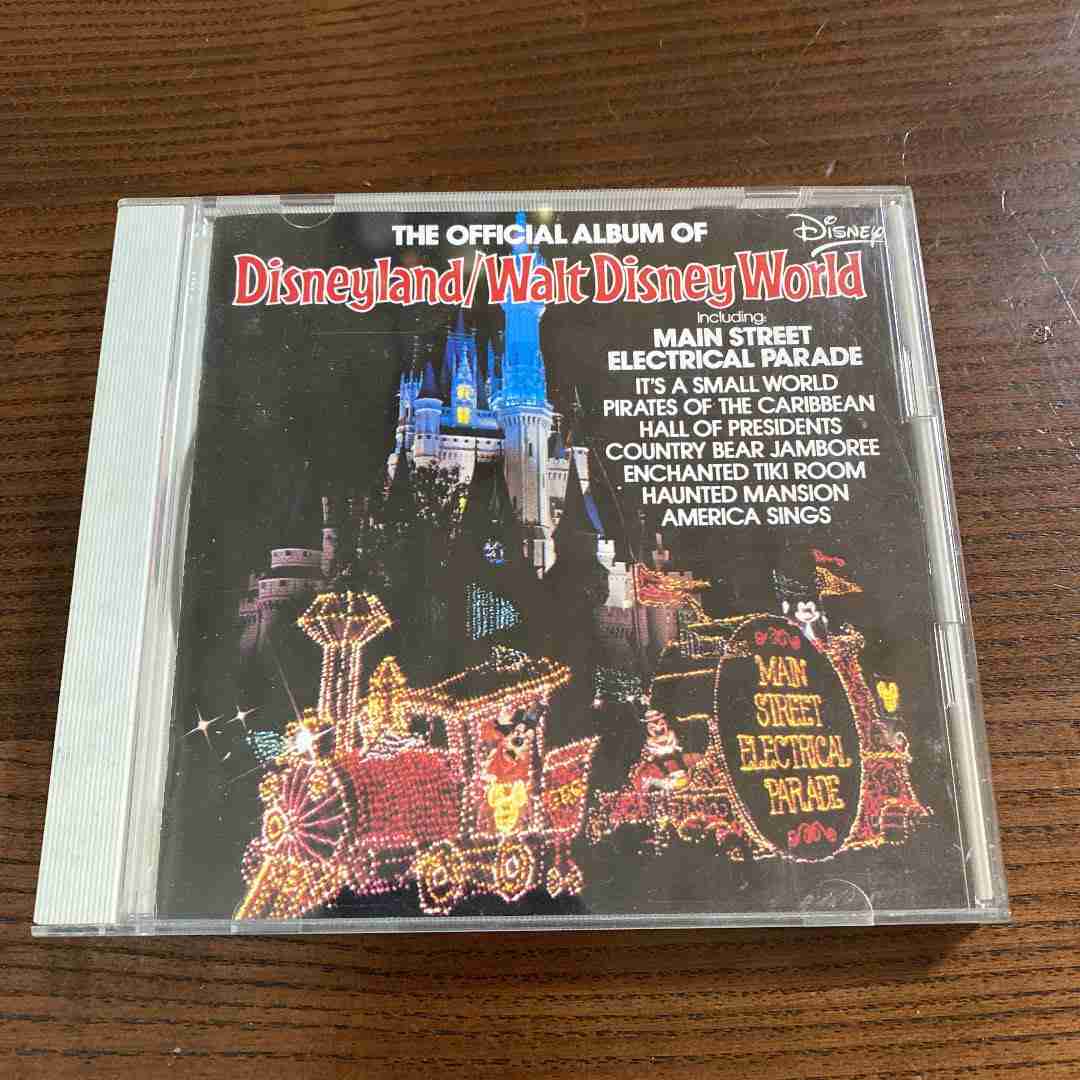 THE OFFICIAL ALBUM OF
Disney
Disneyland/Walt Disney World
Including:
MAIN STREET
ELECTRICAL PARADE
IT'S A SMALL WORLD
PIRATES OF THE CARIBBEAN
HALL OF PRESIDENTS
COUNTRY BEAR JAMBOREE
ENCHANTED TIKI ROOM
HAUNTED MANSION
AMERICA SINGS
MAIN
STREET
ELECTRICAL
PARADE